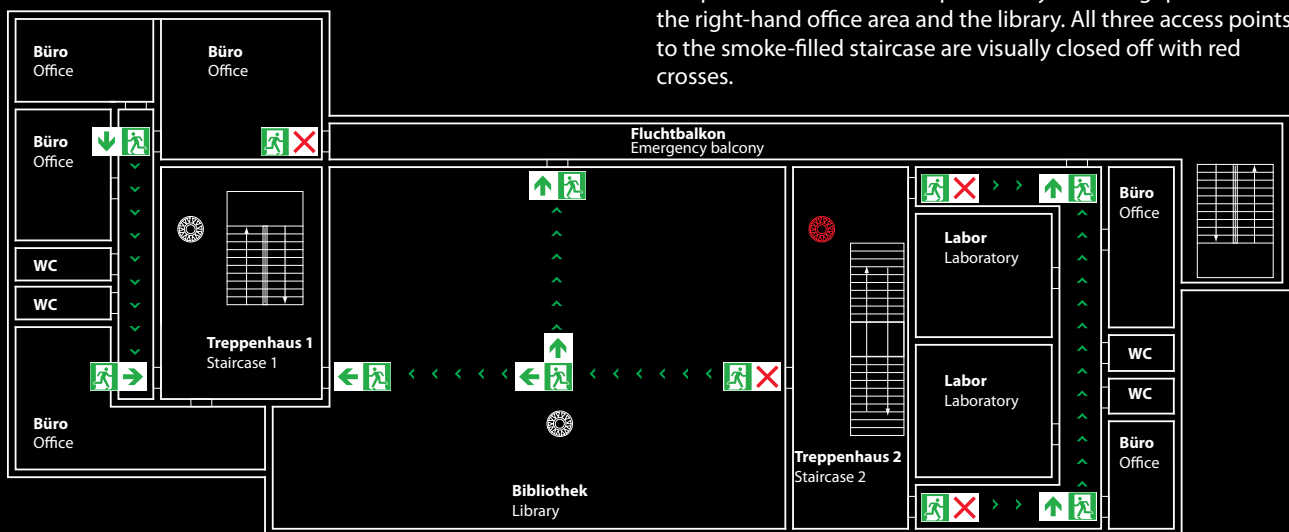 the right-hand office area and the library. All three access points
to the smoke-filled staircase are visually closed off with red
crosses.
Büro
Office
Büro
Office
Büro
Office
Fluchtbalkon
Emergency balcony
Büro
Office
Labor
Laboratory
WC
WC
Treppenhaus 1
Staircase 1
WC
Labor
Laboratory
WC
Büro
Office
Büro
Office
Treppenhaus 2
Staircase 2
Bibliothek
Library